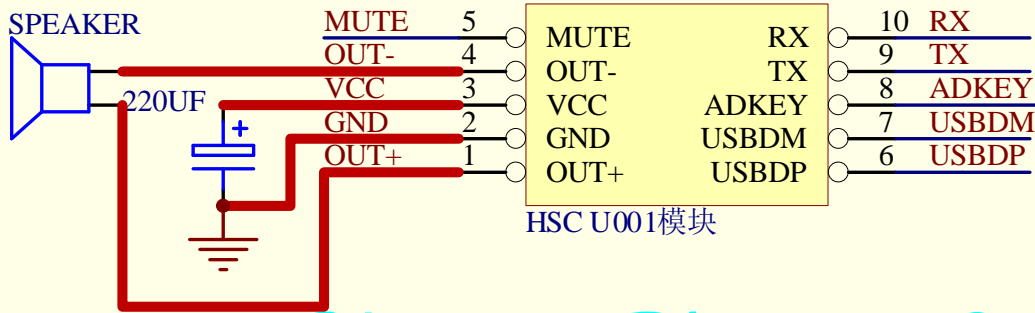 SPEAKER
220UF
+
MUTE 5
OUT- 4
VCC 3
GND 2
OUT+ 1
MUTE RX
OUT- TX
VCC ADKEY
GND USBDM
OUT+ USBDP
10 RX
9 TX
8 ADKEY
7 USBDM
6 USBDP
HSC U001模块